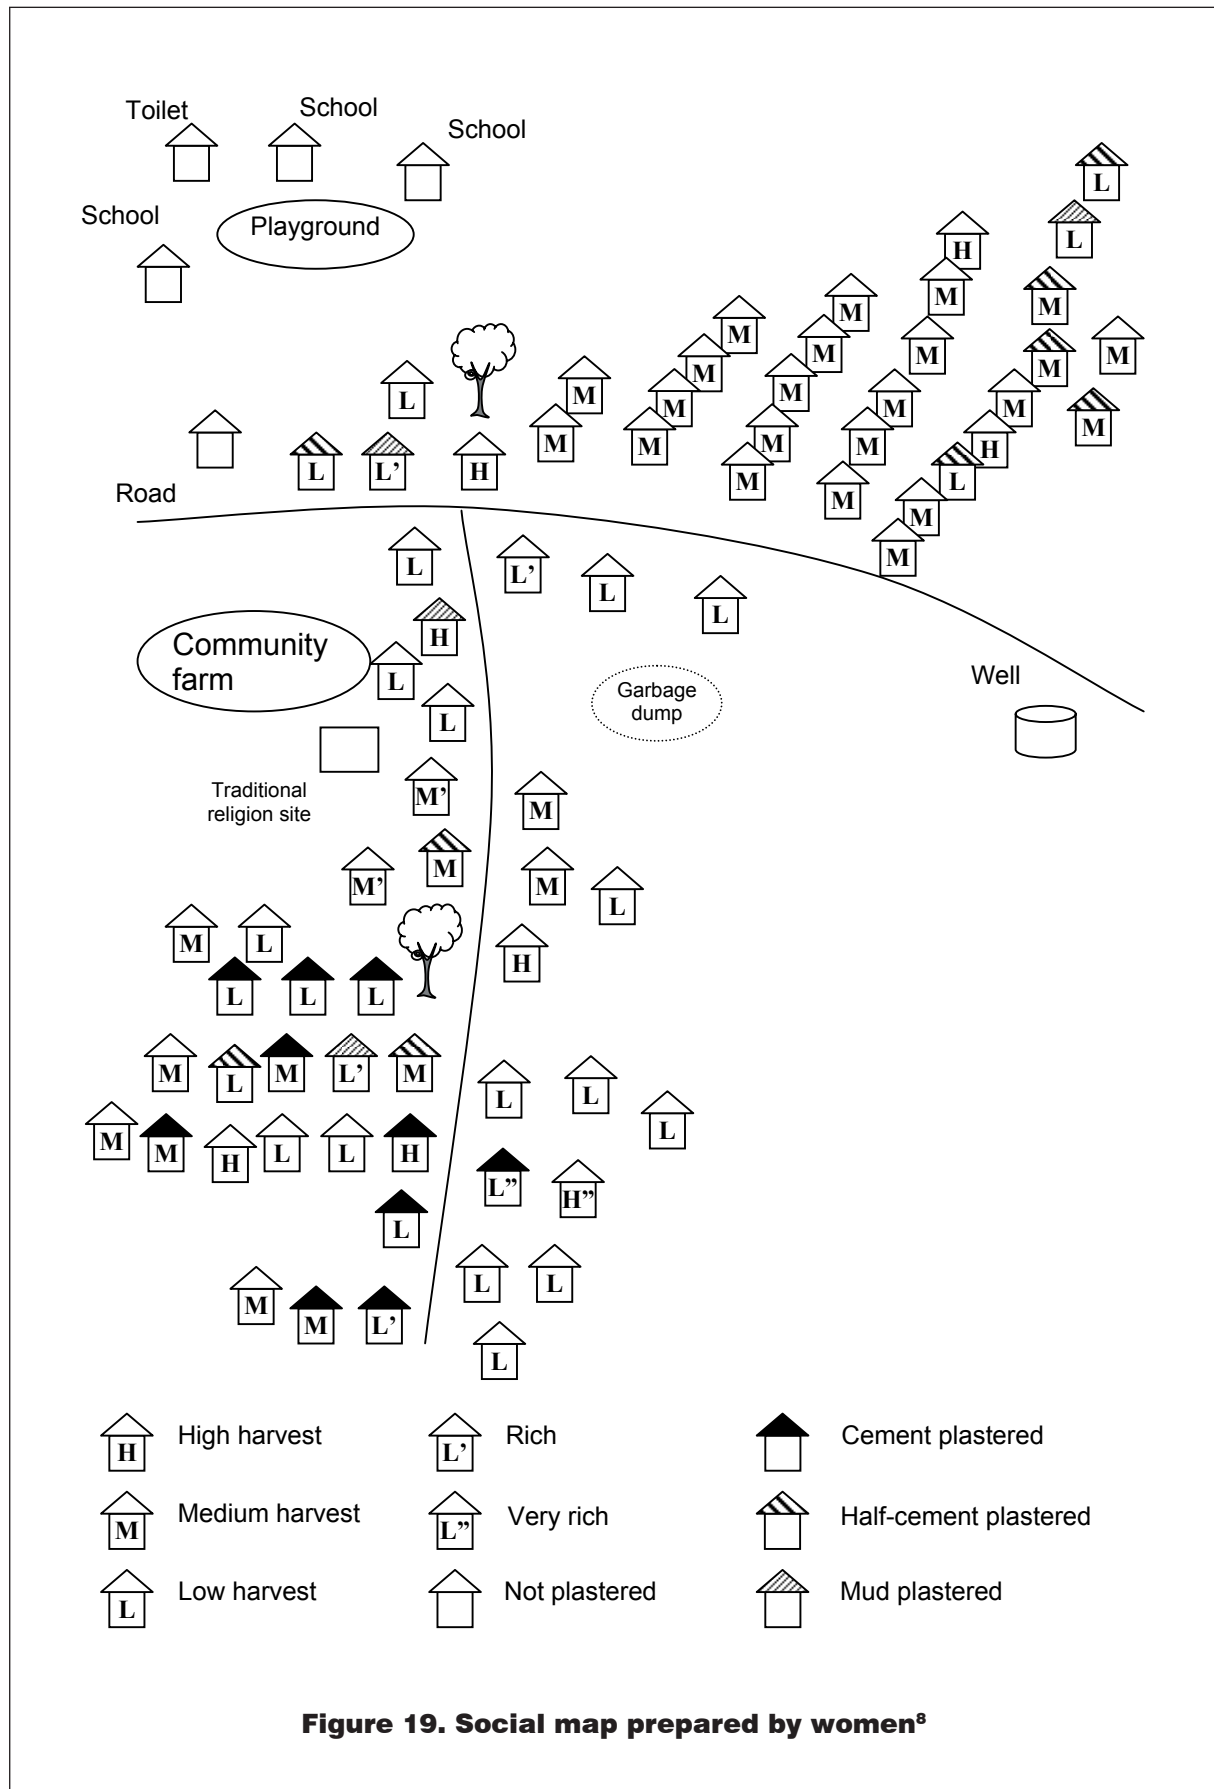 Toilet
School
School
School
Playground
L
L
H
M
M
M
M
M
M
M
M
M
M
L
M
M
M
M
M
M
M
M
M
H
L
L’
H
M
L
M
Road
M
M
L
L’
L
L
H
Community
farm
L
L
Garbage
dump
Well
Traditional
religion site
M’
M
M’
M
M
L
M
L
H
L
L
L
M
L
M
L’
M
L
L
L
M
M
H
L
L
H
L”
H”
L
L
L
M
M
L’
L
H High harvest
L’ Rich
Cement plastered
M Medium harvest
L” Very rich
Half-cement plastered
L Low harvest
Not plastered
Mud plastered
Figure 19. Social map prepared by women⁸